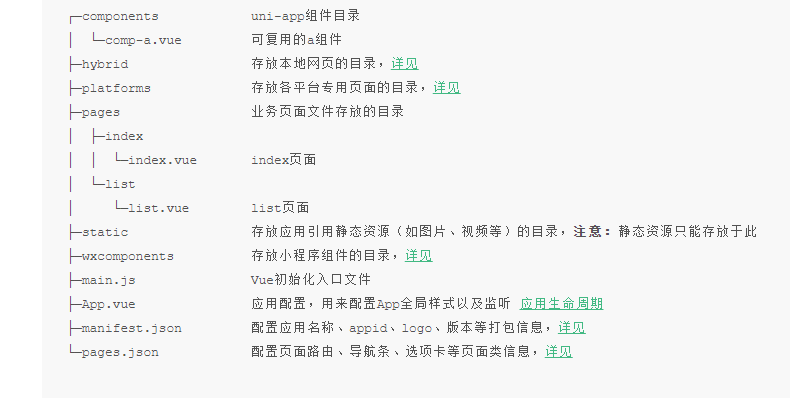 ┌─components            uni-app组件目录
│  └─comp-a.vue         可复用的a组件
├─hybrid                存放本地网页的目录，详见
├─platforms             存放各平台专用页面的目录，详见
├─pages                 业务页面文件存放的目录
│  ├─index
│  │  └─index.vue       index页面
│  └─list
│     └─list.vue        list页面
├─static                存放应用引用静态资源（如图片、视频等）的目录，注意：静态资源只能存放于此
├─wxcomponents          存放小程序组件的目录，详见
├─main.js               Vue初始化入口文件
├─App.vue               应用配置，用来配置App全局样式以及监听 应用生命周期
├─manifest.json         配置应用名称、appid、logo、版本等打包信息，详见
└─pages.json            配置页面路由、导航条、选项卡等页面类信息，详见